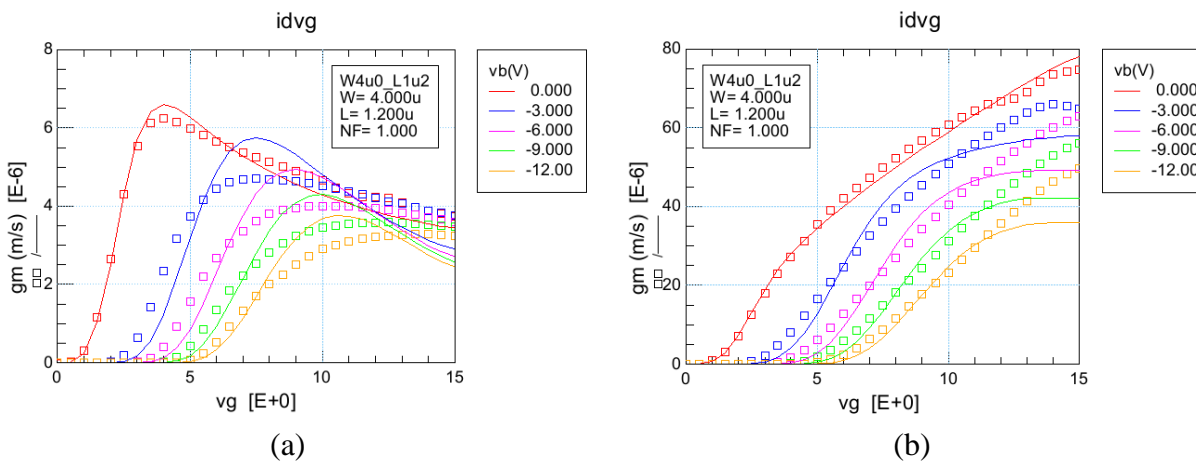 idvg
8
6
4
2
0
gm (m/s) [E-6]
0
5
10
15
vg [E+0]
W4u0_L1u2
W= 4.000u
L= 1.200u
NF= 1.000
vb(V)
0.000
-3.000
-6.000
-9.000
-12.00
(a)
idvg
80
60
40
20
0
gm (m/s) [E-6]
0
5
10
15
vg [E+0]
W4u0_L1u2
W= 4.000u
L= 1.200u
NF= 1.000
vb(V)
0.000
-3.000
-6.000
-9.000
-12.00
(b)